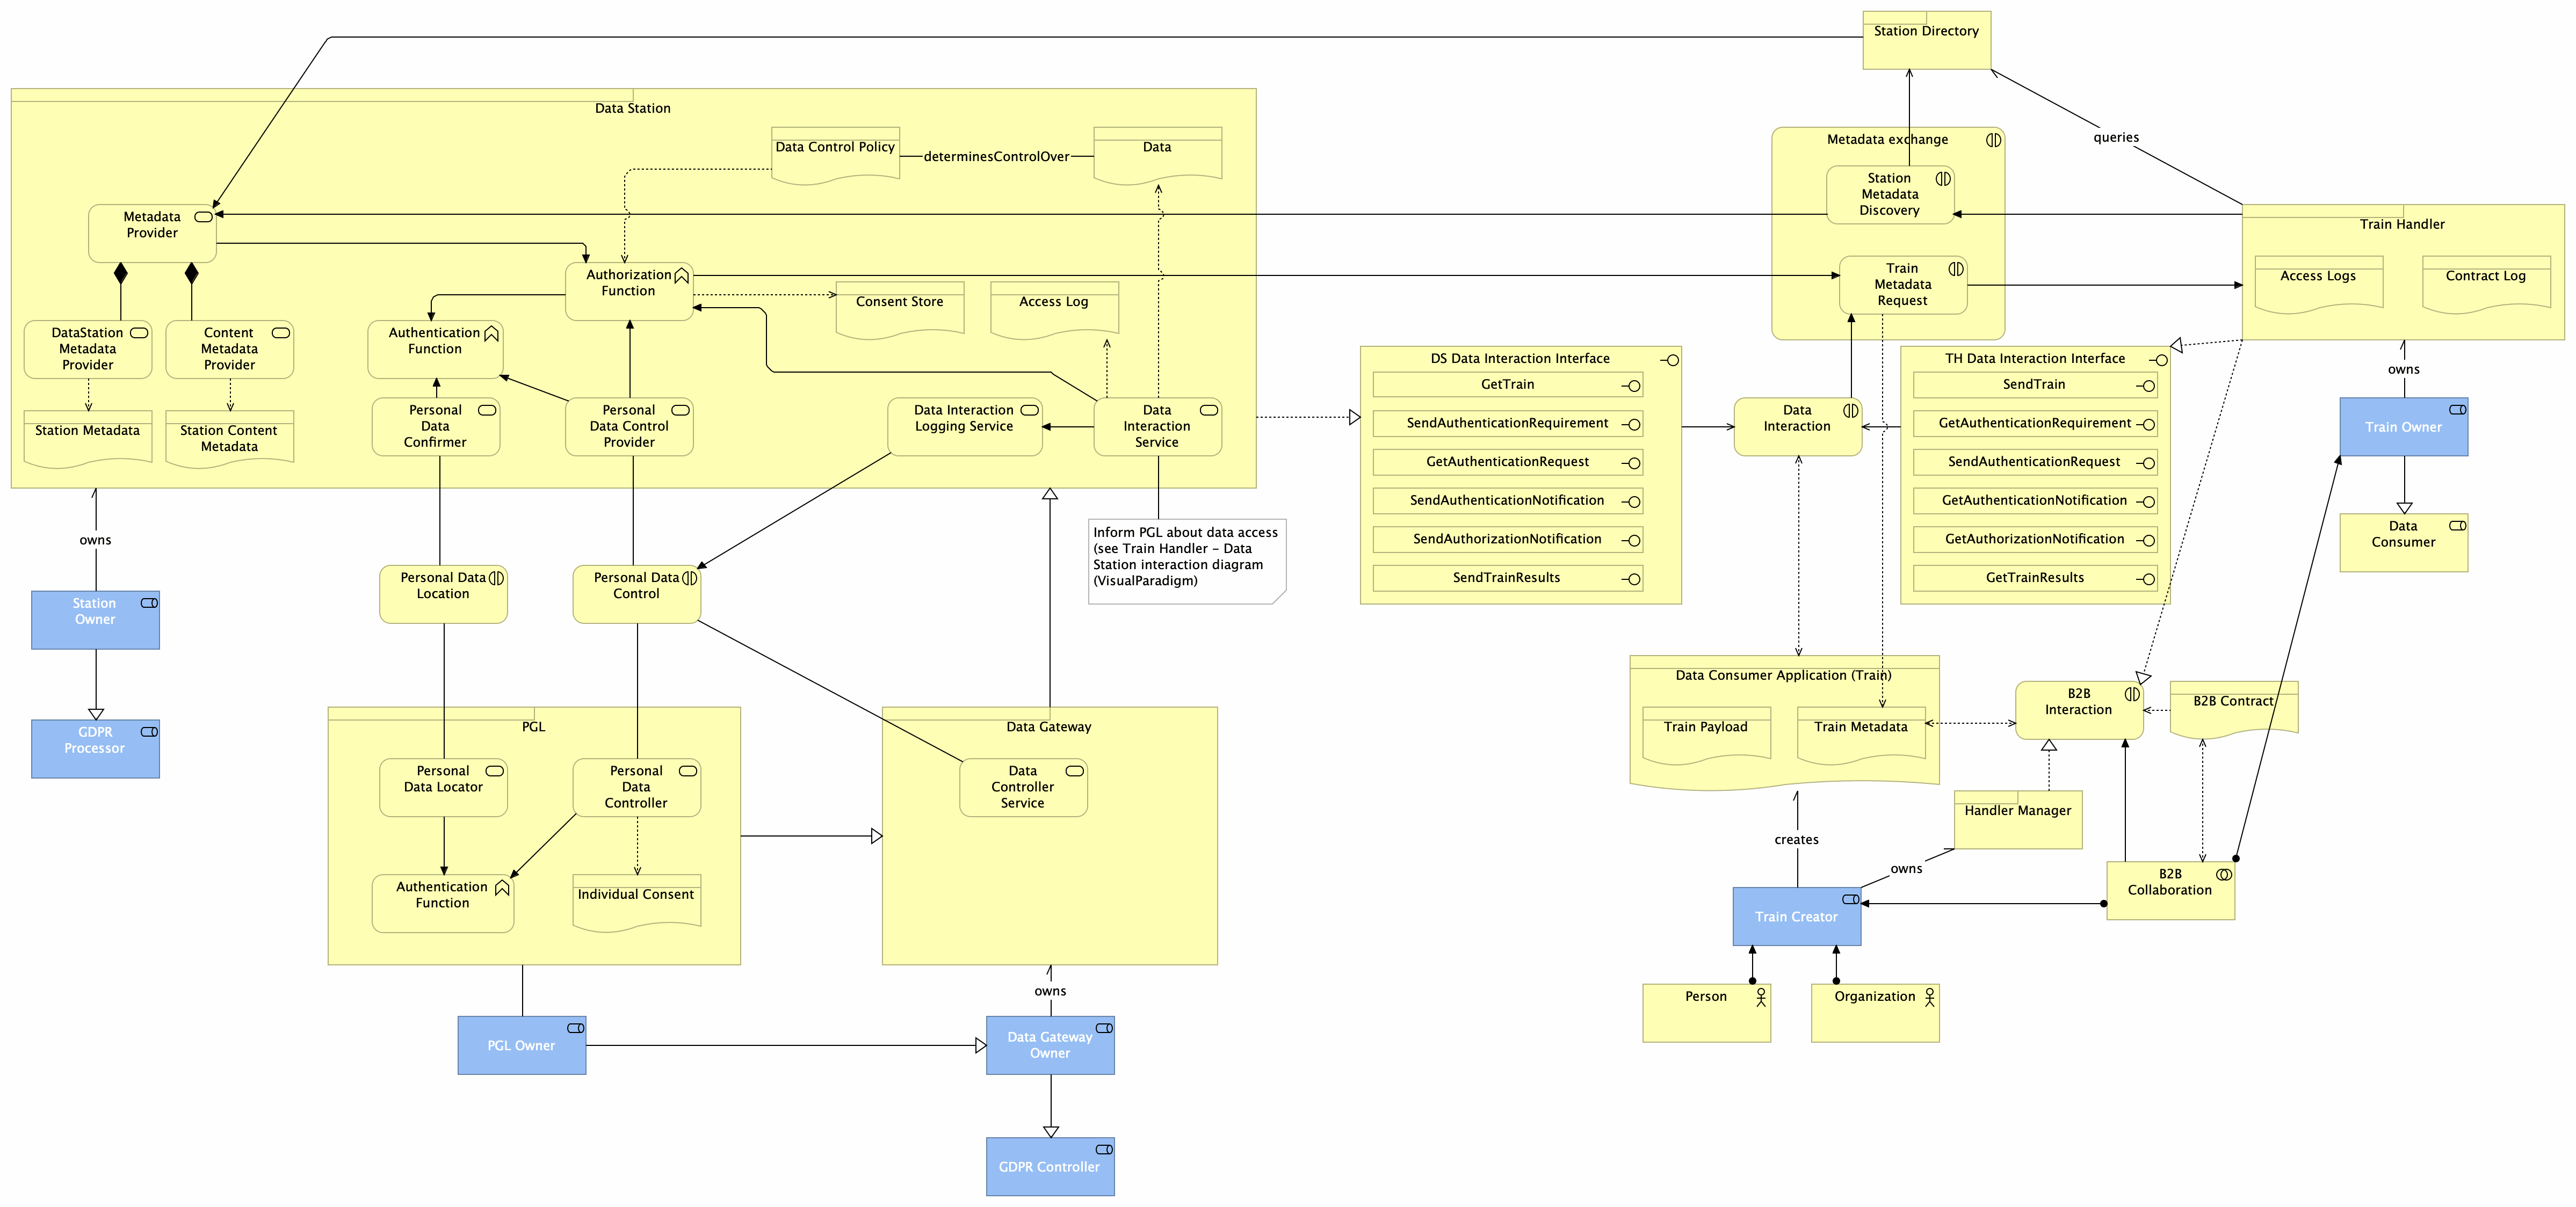 Station Directory
Data Station
Data Control Policy
determinesControlOver
Data
queries
Metadata exchange
Station
Metadata
Discovery
Metadata
Provider
Train Handler
Authorization
Function
Train
Metadata
Request
Access Logs
Contract Log
Consent Store
Access Log
DataStation
Metadata
Provider
Content
Metadata
Provider
Authentication
Function
DS Data Interaction Interface
GetTrain
SendAuthenticationRequirement
GetAuthenticationRequest
SendAuthenticationNotification
SendAuthorizationNotification
SendTrainResults
TH Data Interaction Interface
SendTrain
GetAuthenticationRequirement
SendAuthenticationRequest
GetAuthenticationNotification
GetAuthorizationNotification
GetTrainResults
owns
Station Metadata
Station Content
Metadata
Personal
Data
Confirmer
Personal
Data Control
Provider
Data Interaction
Logging Service
Data
Interaction
Service
Data
Interaction
Train Owner
owns
Inform PGL about data access
(see Train Handler – Data
Station interaction diagram
(VisualParadigm)
Data
Consumer
Station
Owner
Personal Data
Location
Personal Data
Control
GDPR
Processor
PGL
Data Gateway
Data Consumer Application (Train)
Train Payload
Train Metadata
B2B
Interaction
B2B Contract
Personal
Data Locator
Personal
Data
Controller
Data
Controller
Service
Handler Manager
creates
owns
Authentication
Function
Individual Consent
B2B
Collaboration
Train Creator
owns
Person
Organization
PGL Owner
Data Gateway
Owner
GDPR Controller